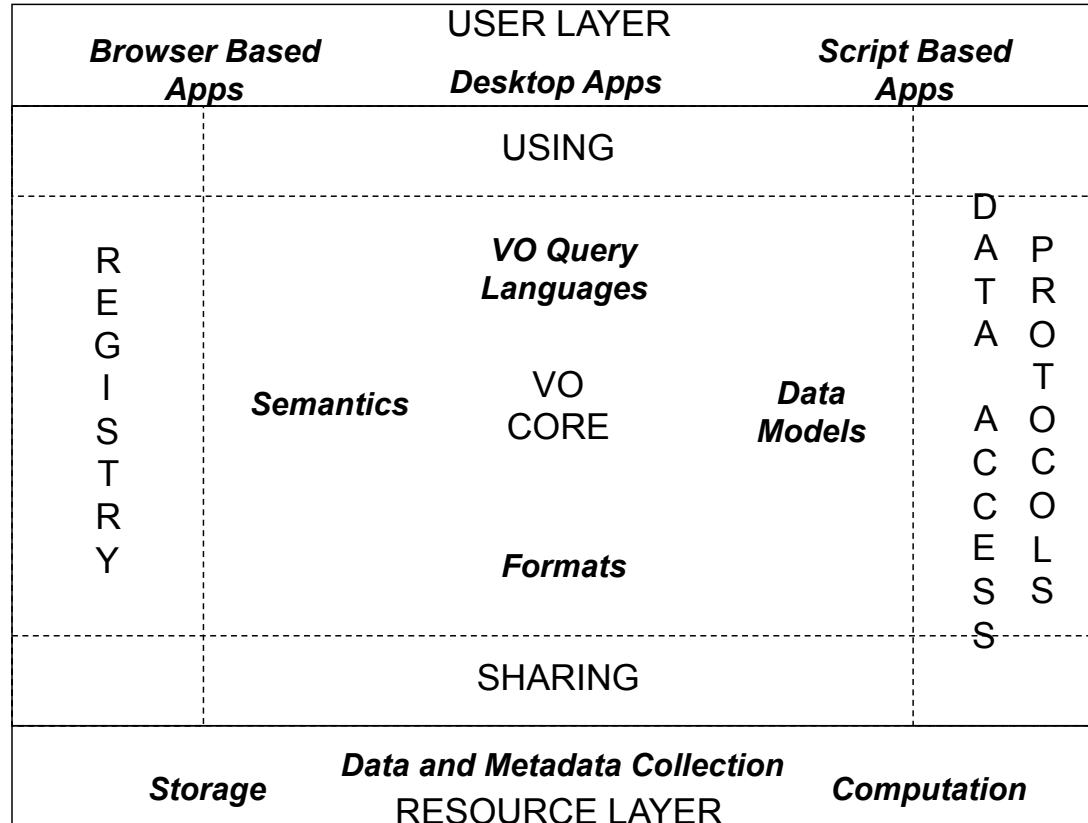 USER LAYER
Browser Based
Apps
Desktop Apps
Script Based
Apps
USING
REGISTRY
VO Query
Languages
Semantics
VO
CORE
Data
Models
Formats
DATA ACCESS
PROTOCOLS
SHARING
Storage
Data and Metadata Collection
Computation
RESOURCE LAYER